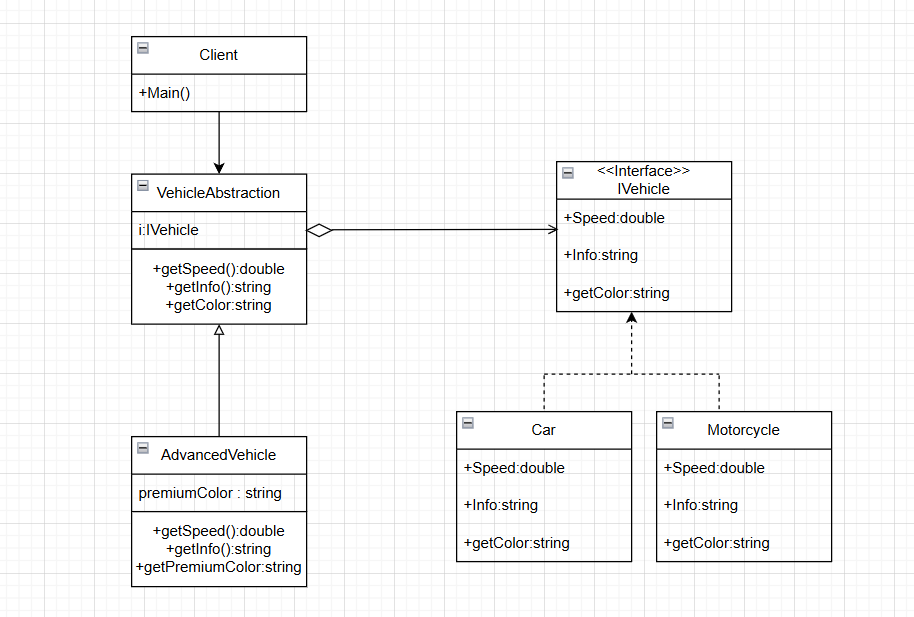 Client
+Main()
VehicleAbstraction
i:IVehicle
+getSpeed():double
+getInfo():string
+getColor:string
<<Interface>>
IVehicle
+Speed:double
+Info:string
+getColor:string
AdvancedVehicle
premiumColor : string
+getSpeed():double
+getInfo():string
+getPremiumColor:string
Car
+Speed:double
+Info:string
+getColor:string
Motorcycle
+Speed:double
+Info:string
+getColor:string